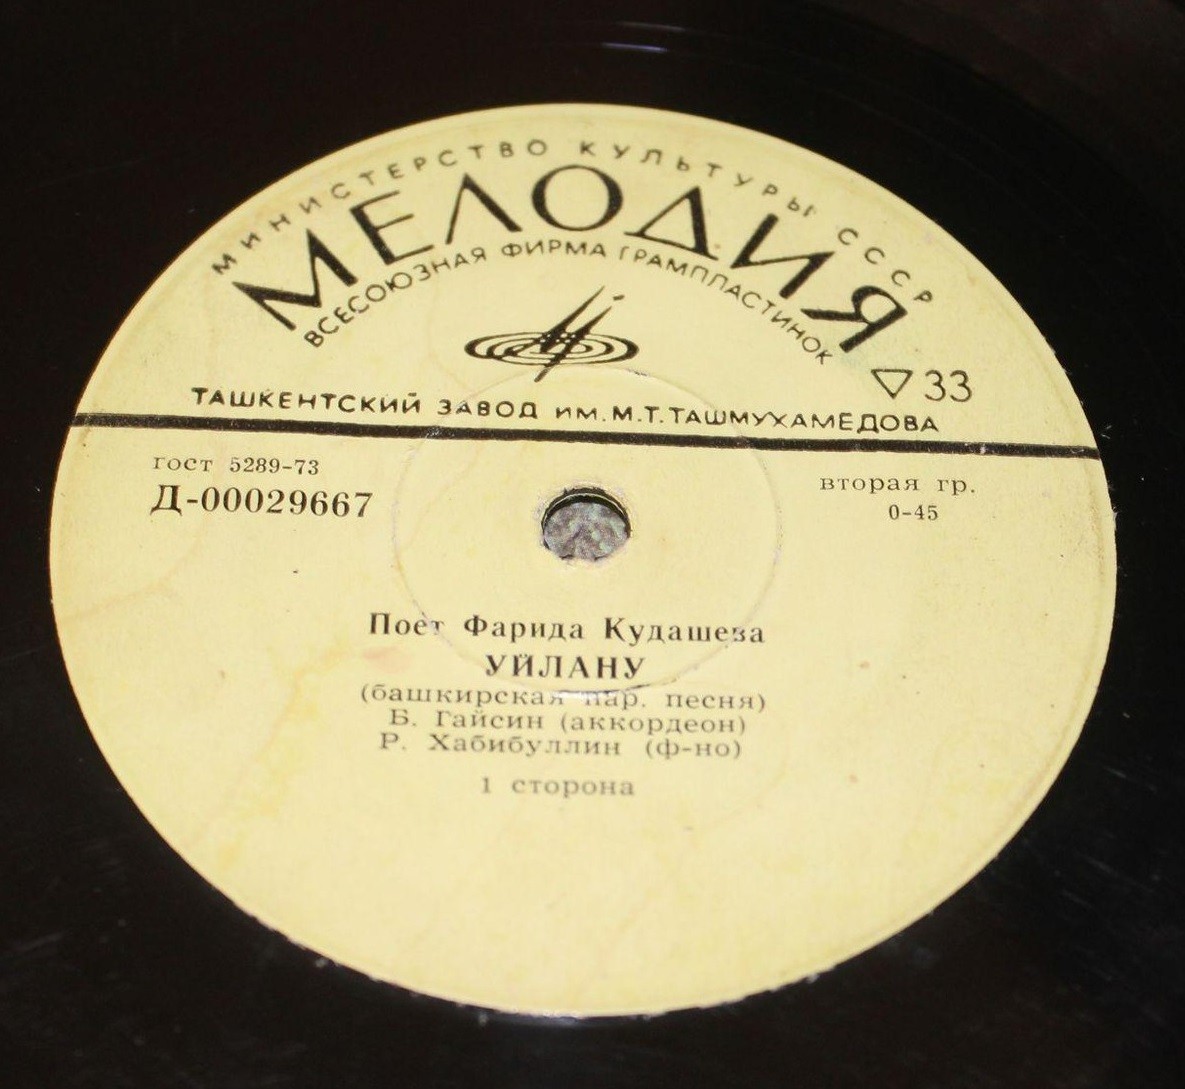 МИНИСТЕРСТВО КУЛЬТУРЫ СССР
МЕЛОДИЯ
ВСЕСОЮЗНАЯ ФИРМА ГРАМПЛАСТИНОК
33
ТАШКЕНТСКИЙ ЗАВОД ИМ. М.Т.ТАШМУХАМЕДОВА
гост 5289-73
Д-00029667
вторая гр.
0-45
Поёт Фарида Кудашева
УЙЛАНУ
(башкирская нар. песня)
Б. Гайсин (аккордеон)
Р. Хабибуллин (ф-но)
1 сторона